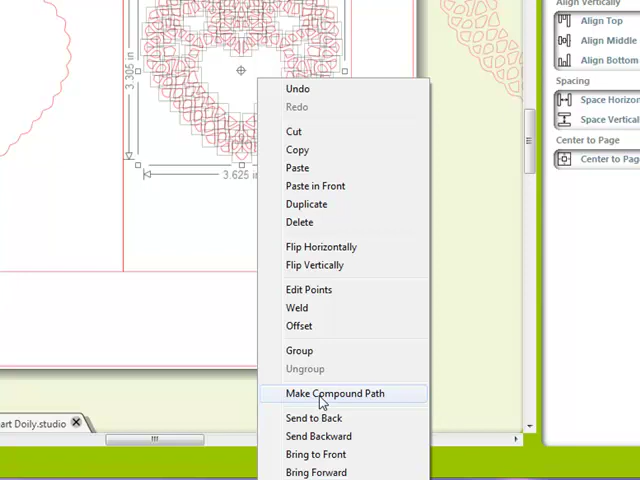 Align Vertically
Align Top
Align Middle
Align Bottom
Spacing
Space Horizon
Space Vertical
Center to Page
Center to Page
3.305 in
3.625 in
Undo
Redo
Cut
Copy
Paste
Paste in Front
Duplicate
Delete
Flip Horizontally
Flip Vertically
Edit Points
Weld
Offset
Group
Ungroup
Make Compound Path
Send to Back
Send Backward
Bring to Front
Bring Forward
art Doily.studio